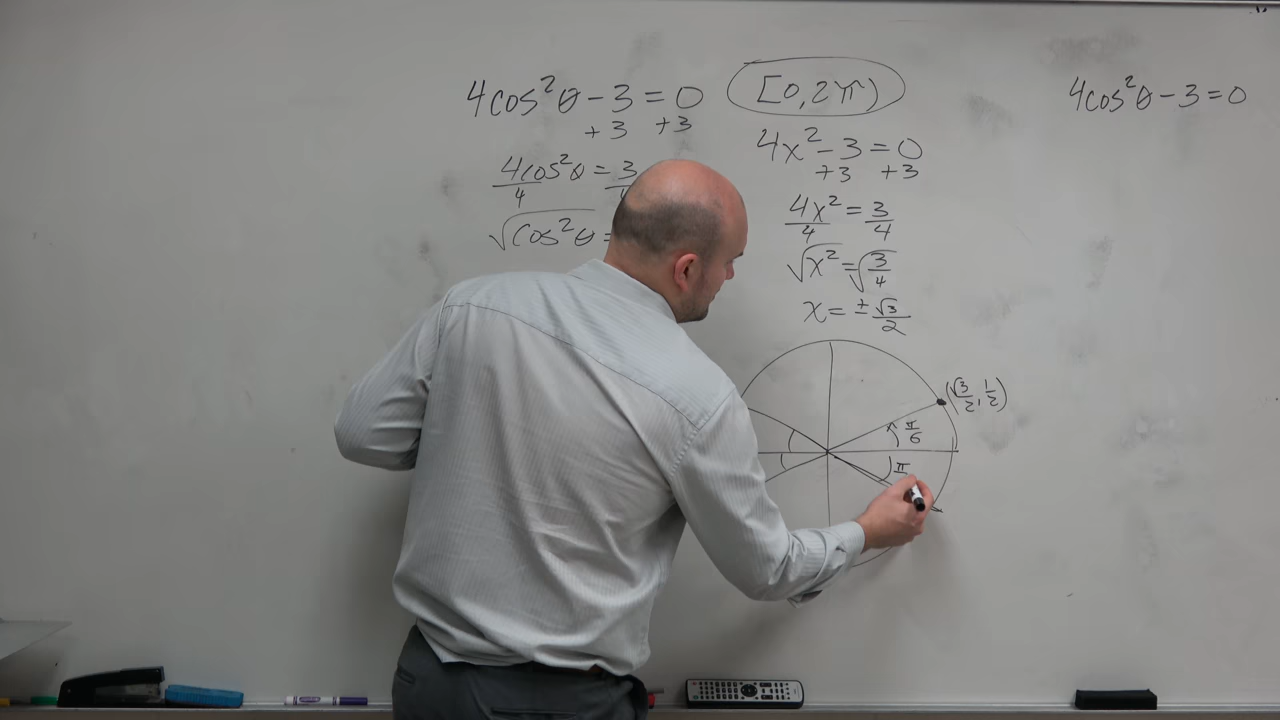 4cos²θ - 3 = 0
+3 +3
4cos²θ = 3
4
√cos²θ =
[0, 2π)
4x² - 3 = 0
+3 +3
4x² = 3
4 4
√x² = √3/4
x = ± √3/2
(√3/2, 1/2)
π/6
π
4cos²θ - 3 = 0